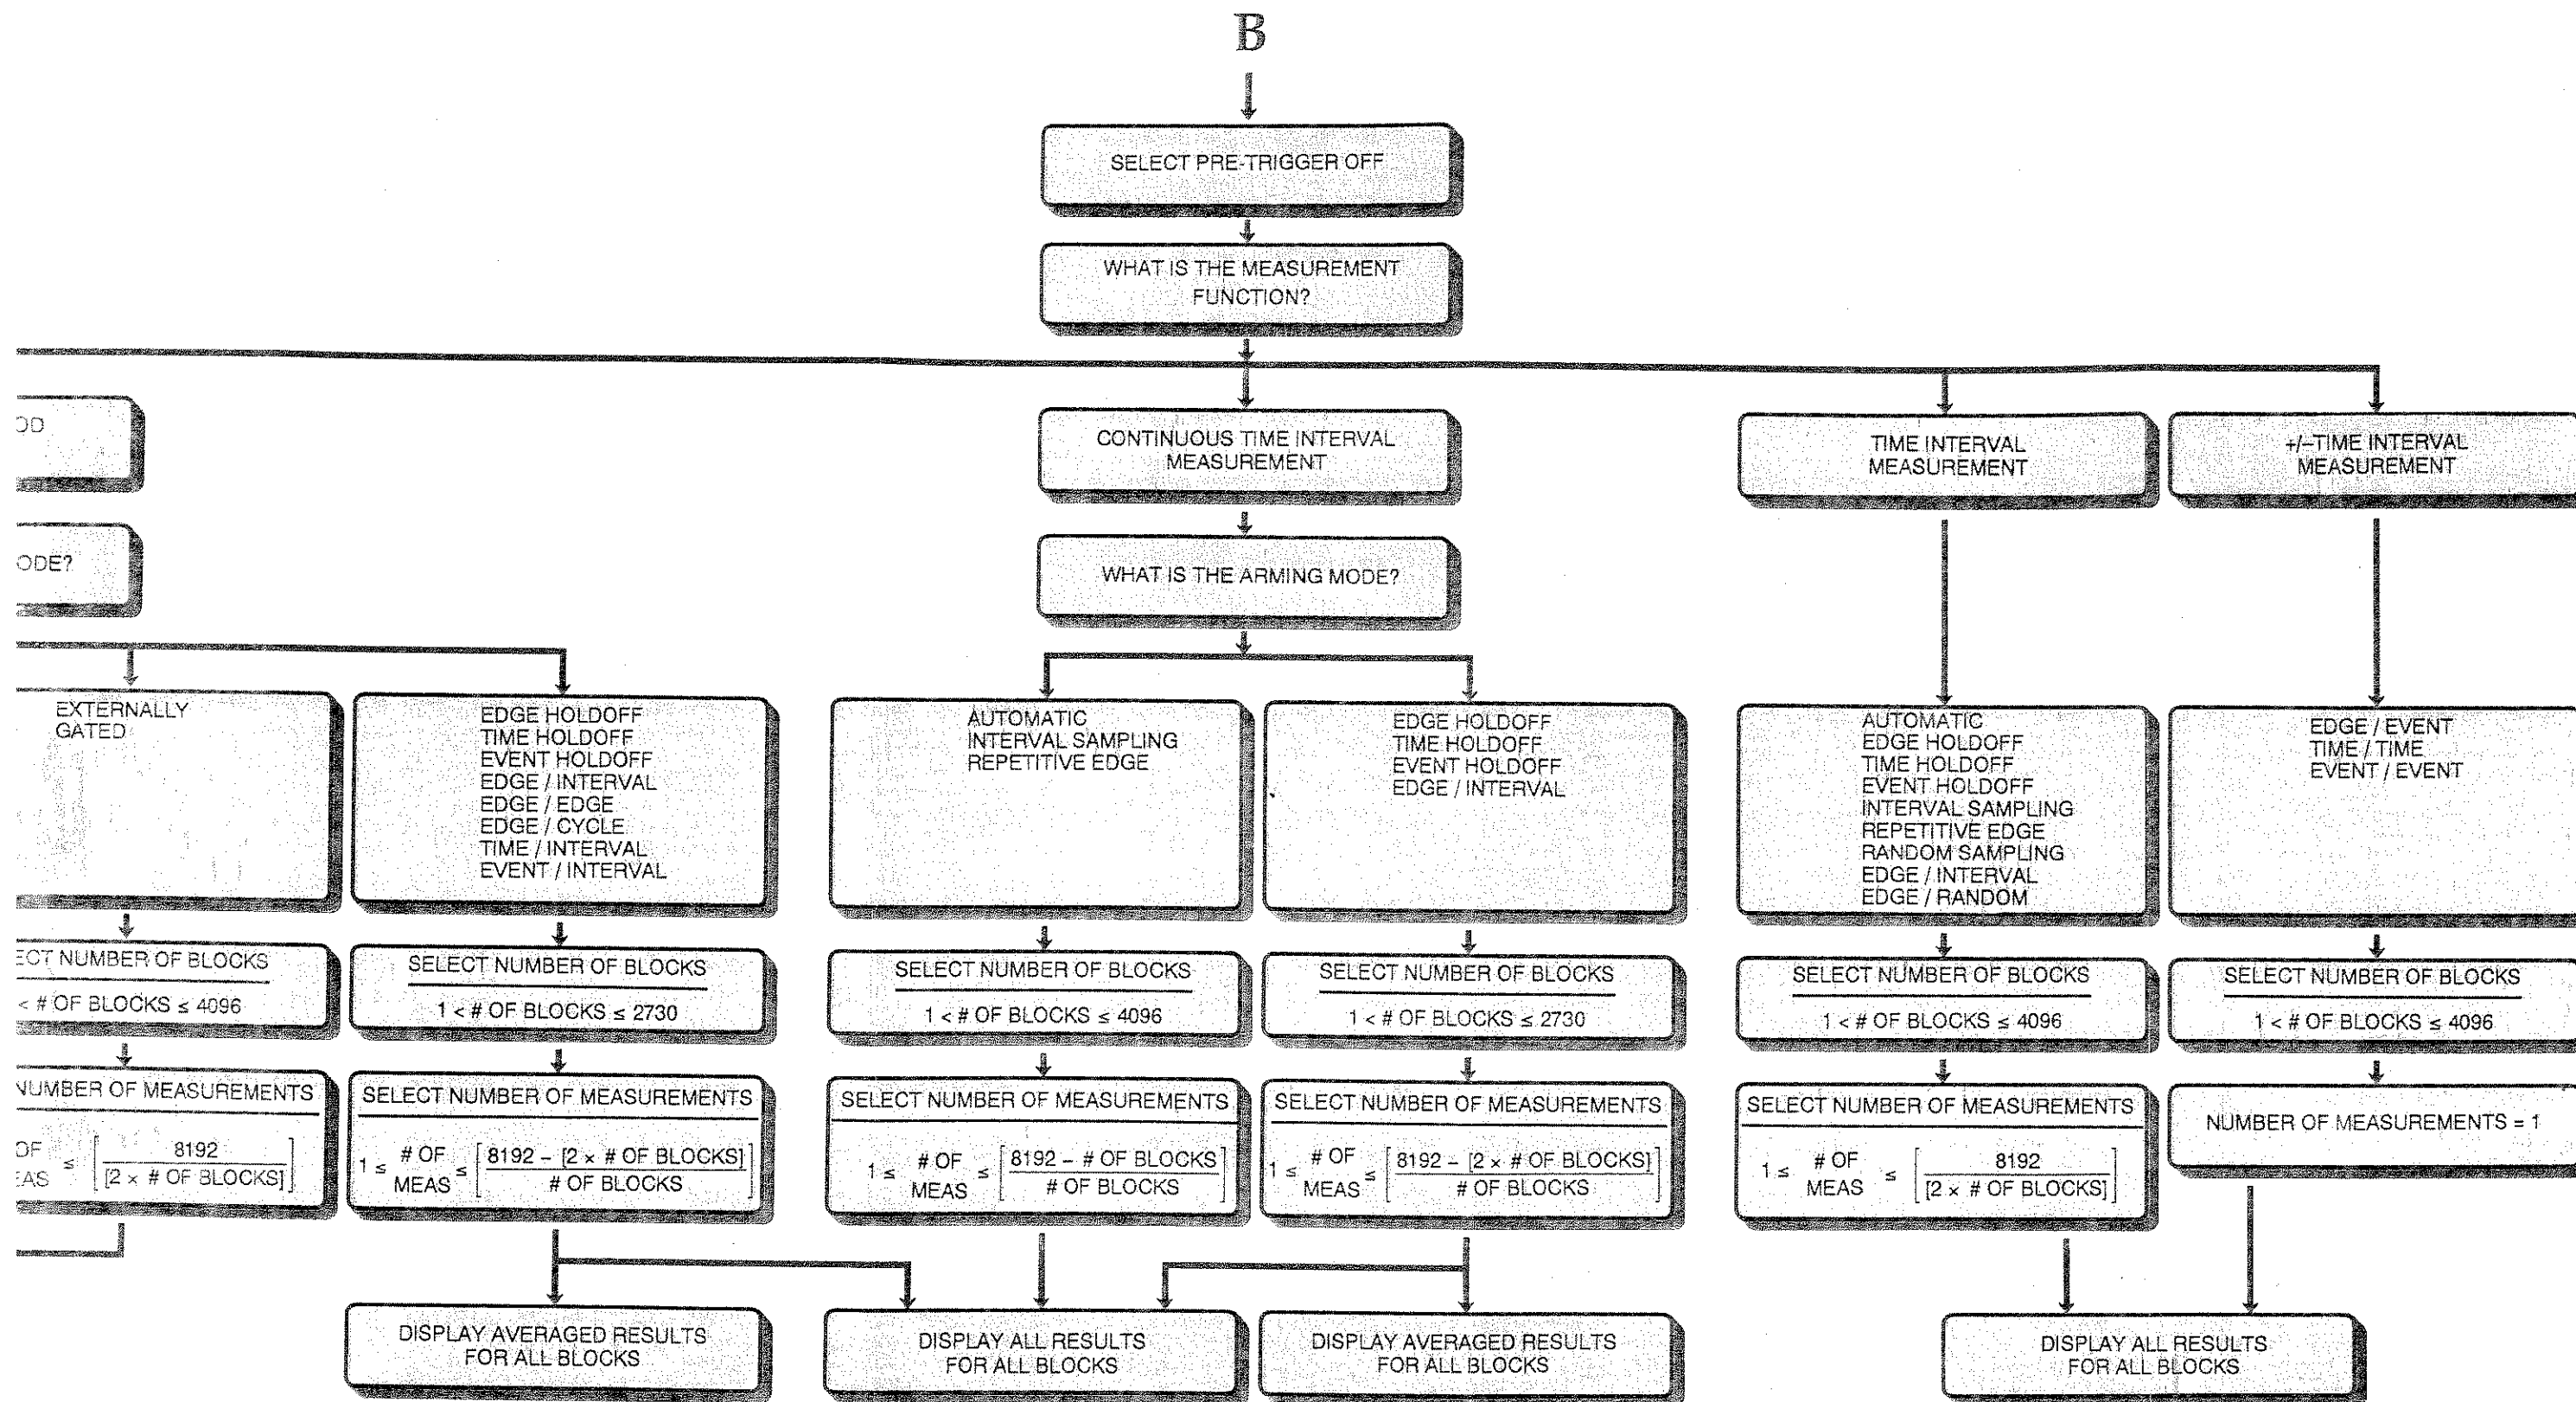 B
SELECT PRE-TRIGGER OFF
WHAT IS THE MEASUREMENT
FUNCTION?
OD
ODE?
CONTINUOUS TIME INTERVAL
MEASUREMENT
WHAT IS THE ARMING MODE?
TIME INTERVAL
MEASUREMENT
+/–TIME INTERVAL
MEASUREMENT
EXTERNALLY
GATED
ECT NUMBER OF BLOCKS
< # OF BLOCKS ≤ 4096
NUMBER OF MEASUREMENTS
OF
EAS ≤ [8192 / [2 × # OF BLOCKS]]
EDGE HOLDOFF
TIME HOLDOFF
EVENT HOLDOFF
EDGE / INTERVAL
EDGE / EDGE
EDGE / CYCLE
TIME / INTERVAL
EVENT / INTERVAL
SELECT NUMBER OF BLOCKS
1 < # OF BLOCKS ≤ 2730
SELECT NUMBER OF MEASUREMENTS
1 ≤ # OF MEAS ≤ [8192 – [2 × # OF BLOCKS] / # OF BLOCKS]
AUTOMATIC
INTERVAL SAMPLING
REPETITIVE EDGE
SELECT NUMBER OF BLOCKS
1 < # OF BLOCKS ≤ 4096
SELECT NUMBER OF MEASUREMENTS
1 ≤ # OF MEAS ≤ [8192 – # OF BLOCKS / # OF BLOCKS]
EDGE HOLDOFF
TIME HOLDOFF
EVENT HOLDOFF
EDGE / INTERVAL
SELECT NUMBER OF BLOCKS
1 < # OF BLOCKS ≤ 2730
SELECT NUMBER OF MEASUREMENTS
1 ≤ # OF MEAS ≤ [8192 – [2 × # OF BLOCKS] / # OF BLOCKS]
AUTOMATIC
EDGE HOLDOFF
TIME HOLDOFF
EVENT HOLDOFF
INTERVAL SAMPLING
REPETITIVE EDGE
RANDOM SAMPLING
EDGE / INTERVAL
EDGE / RANDOM
SELECT NUMBER OF BLOCKS
1 < # OF BLOCKS ≤ 4096
SELECT NUMBER OF MEASUREMENTS
1 ≤ # OF MEAS ≤ [8192 / [2 × # OF BLOCKS]]
EDGE / EVENT
TIME / TIME
EVENT / EVENT
SELECT NUMBER OF BLOCKS
1 < # OF BLOCKS ≤ 4096
NUMBER OF MEASUREMENTS = 1
DISPLAY AVERAGED RESULTS
FOR ALL BLOCKS
DISPLAY ALL RESULTS
FOR ALL BLOCKS
DISPLAY AVERAGED RESULTS
FOR ALL BLOCKS
DISPLAY ALL RESULTS
FOR ALL BLOCKS